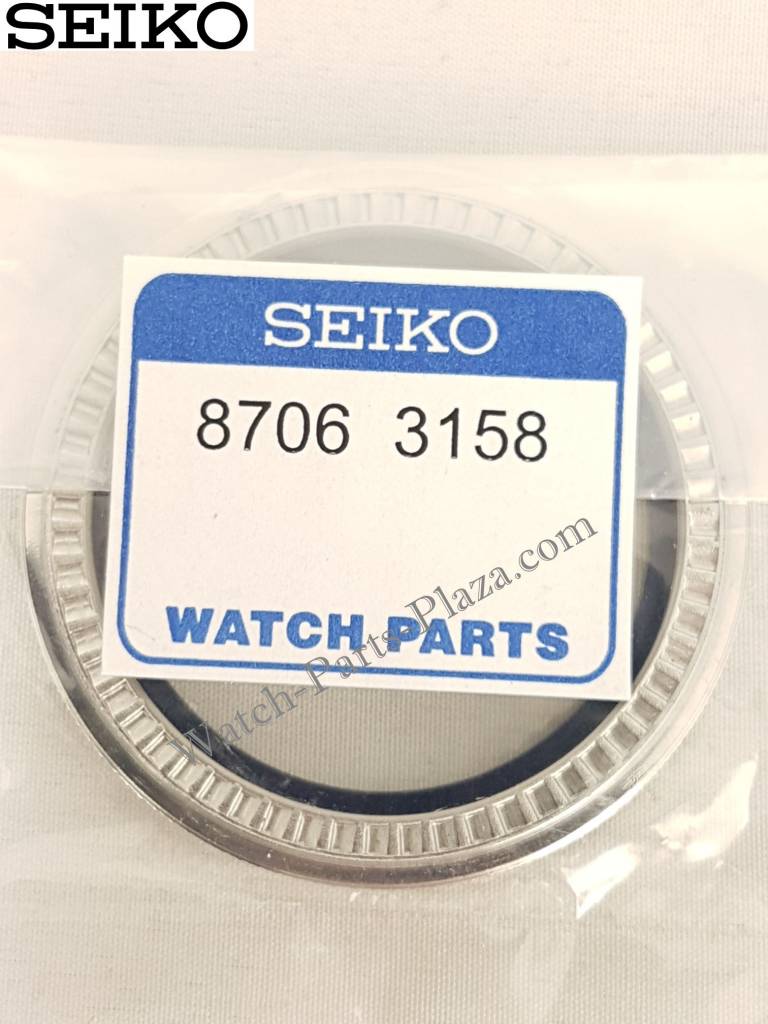 SEIKO
SEIKO
8706 3158
Watch-Parts-Plaza.com
WATCH PARTS